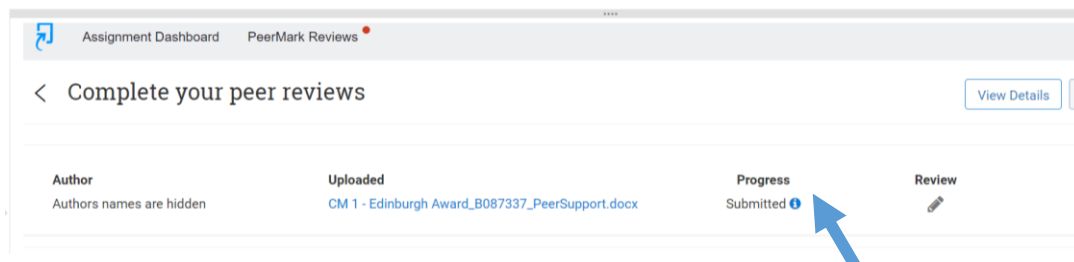 Assignment Dashboard PeerMark Reviews
Complete your peer reviews
View Details
Author Uploaded Progress Review
Authors names are hidden CM 1 - Edinburgh Award_B087337_PeerSupport.docx Submitted